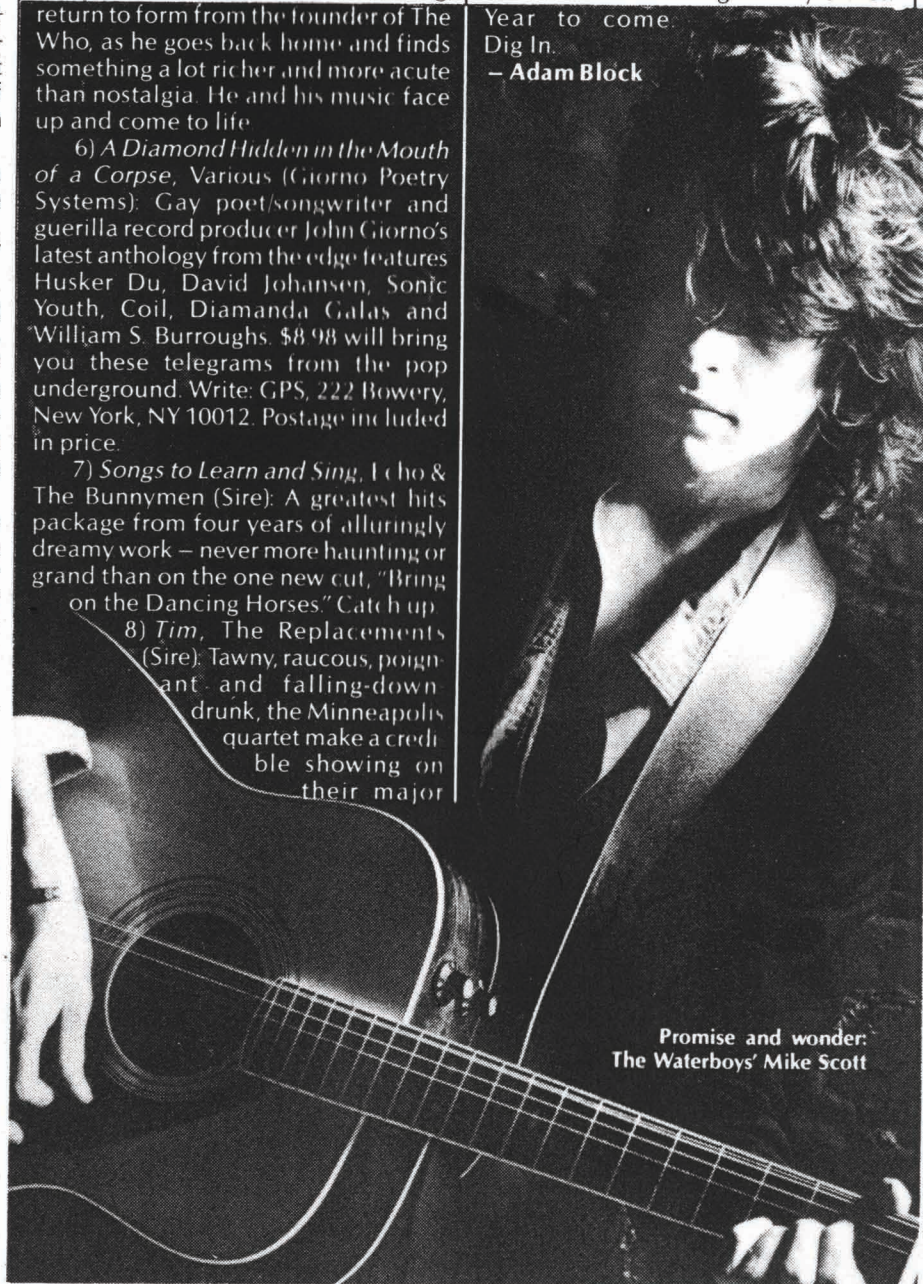 return to form from the founder of The
Who, as he goes back home and finds
something a lot richer and more acute
than nostalgia. He and his music face
up and come to life
6) A Diamond Hidden in the Mouth
of a Corpse, Various (Giorno Poetry
Systems): Gay poet/songwriter and
guerilla record producer John Giorno's
latest anthology from the edge features
Husker Du, David Johansen, Sonic
Youth, Coil, Diamanda Galas and
William S. Burroughs. $8.98 will bring
you these telegrams from the pop
underground. Write: GPS, 222 Bowery,
New York, NY 10012. Postage included
in price.
7) Songs to Learn and Sing, Echo &
The Bunnymen (Sire): A greatest hits
package from four years of alluringly
dreamy work – never more haunting or
grand than on the one new cut, "Bring
on the Dancing Horses." Catch up.
8) Tim, The Replacements
(Sire): Tawny, raucous, poign-
ant and falling-down
drunk, the Minneapolis
quartet make a credi
ble showing on
their major
Year to come.
Dig In.
– Adam Block
Promise and wonder:
The Waterboys' Mike Scott